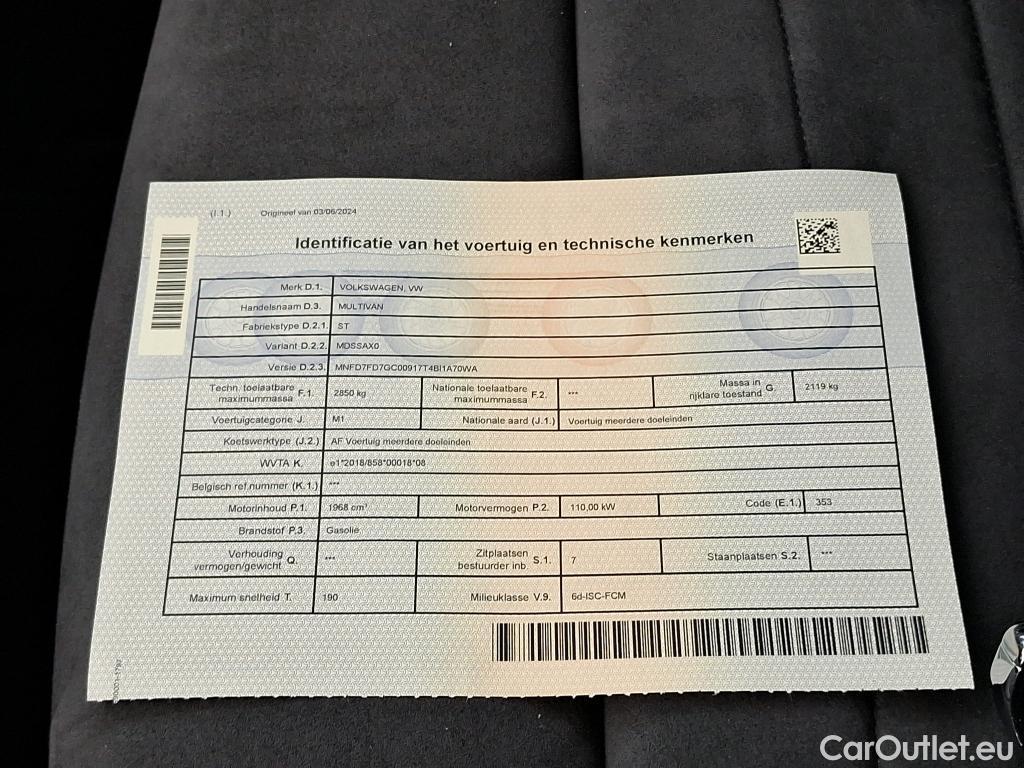 (I.1.) Origineel van 03/06/2024
Identificatie van het voertuig en technische kenmerken
Merk D.1. VOLKSWAGEN, VW
Handelsnaam D.3. MULTIVAN
Fabriekstype D.2.1. ST
Variant D.2.2. MDSSAX0
Versie D.2.3. MNFD7FD7GC00917T4BI1A70WA
Techn. toelaatbare maximummassa F.1. 2850 kg Nationale toelaatbare maximummassa F.2. *** Massa in rijklare toestand G 2119 kg
Voertuigcategorie J. M1 Nationale aard (J.1.) Voertuig meerdere doeleinden
Koetswerktype (J.2.) AF Voertuig meerdere doeleinden
WVTA K. e1*2018/858*00018*08
Belgisch ref.nummer (K.1.) ***
Motorinhoud P.1. 1968 cm³ Motorvermogen P.2. 110,00 kW Code (E.1.) 353
Brandstof P.3. Gasolie
Verhouding vermogen/gewicht Q. *** Zitplaatsen bestuurder inb. S.1. 7 Staanplaatsen S.2. ***
Maximum snelheid T. 190 Milieuklasse V.9. 6d-ISC-FCM
CarOutlet.eu